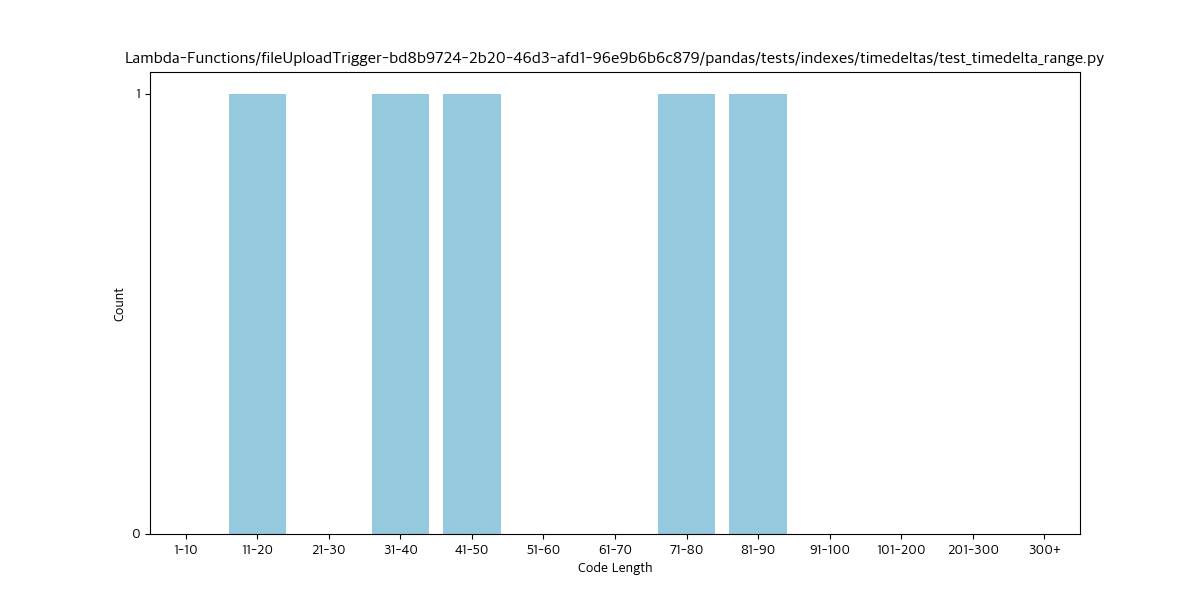 Lambda-Functions/fileUploadTrigger-bd8b9724-2b20-46d3-afd1-96e9b6b6c879/pandas/tests/indexes/timedeltas/test_timedelta_range.py
1
Count
0
1-10 11-20 21-30 31-40 41-50 51-60 61-70 71-80 81-90 91-100 101-200 201-300 300+
Code Length